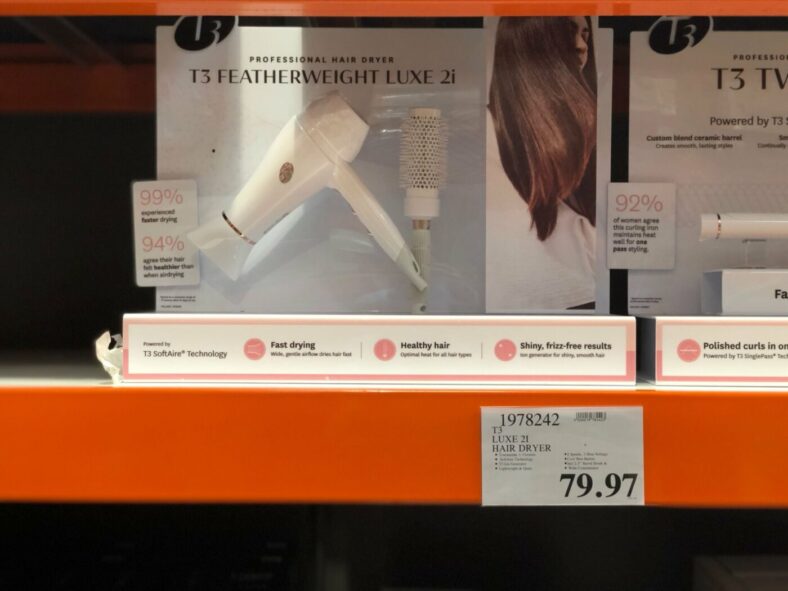 T3
PROFESSIONAL HAIR DRYER
T3 FEATHERWEIGHT LUXE 2i
99%
experienced
faster drying
94%
agree their hair
felt healthier than
when airdrying
Powered by
T3 SoftAire® Technology
Fast drying
Wide, gentle airflow dries hair fast
Healthy hair
Optimal heat for all hair types
Shiny, frizz-free results
Ion generator for shiny, smooth hair
T3
PROFESSIO
T3 TW
Powered by T3 S
Custom blend ceramic barrel
Creates smooth, lasting styles
Continually
92%
of women agree
this curling iron
maintains heat
well for one
pass styling.
Fa
Polished curls in on
Powered by T3 SinglePass® Tec
1978242
T3
LUXE 2I
HAIR DRYER
79.97